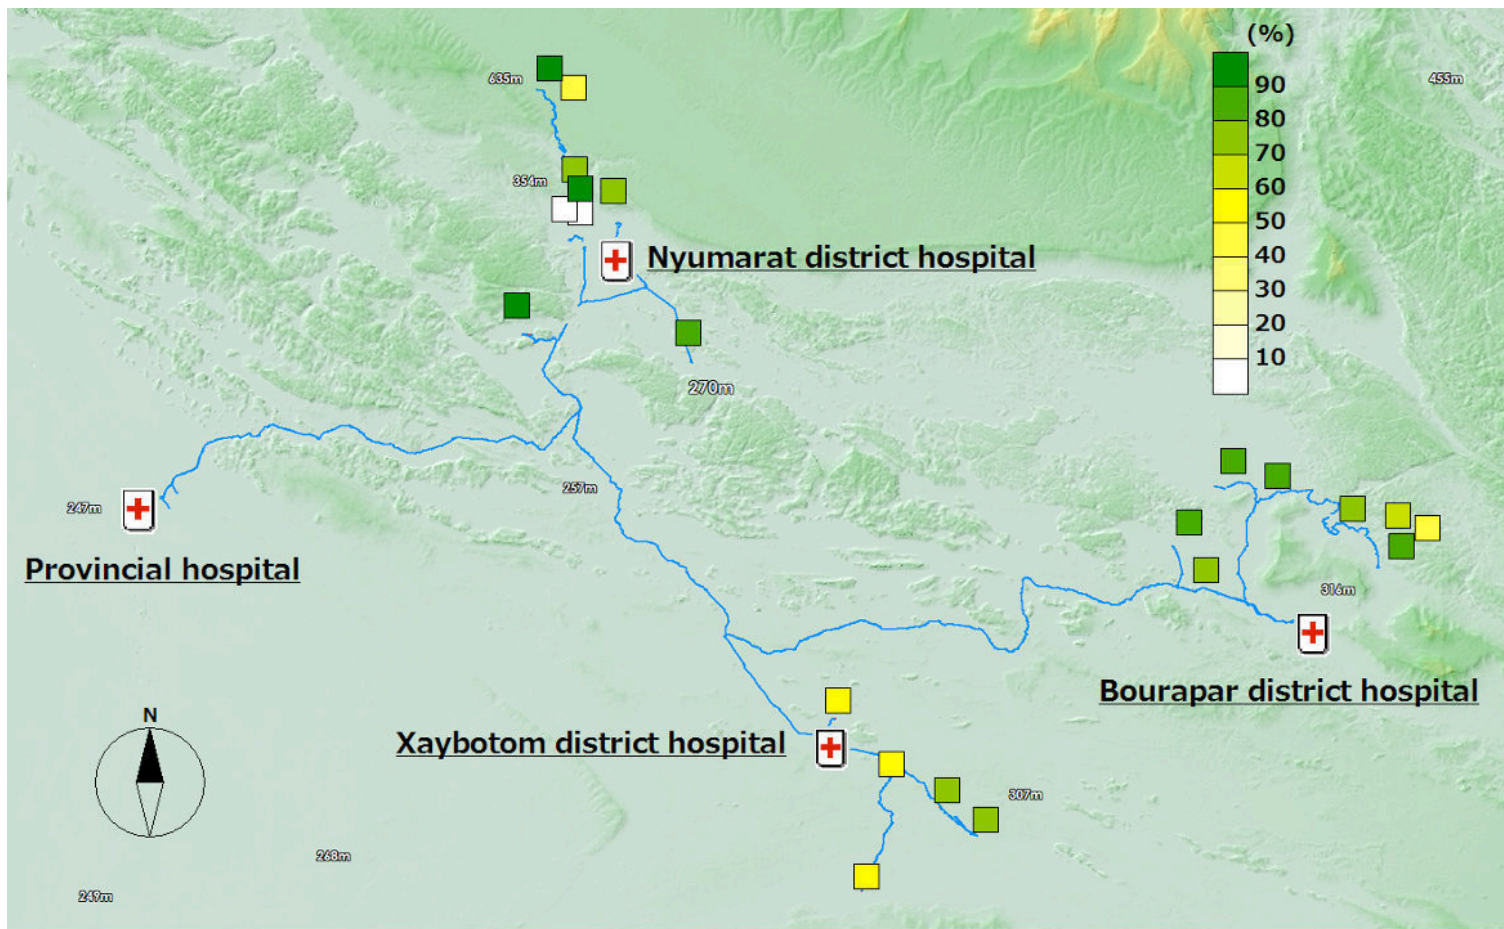 (%)
635m
455m
90
80
70
354m
60
50
Nyumarat district hospital
40
30
20
10
270m
257m
247m
Provincial hospital
316m
Bourapar district hospital
N
Xaybotom district hospital
307m
268m
249m